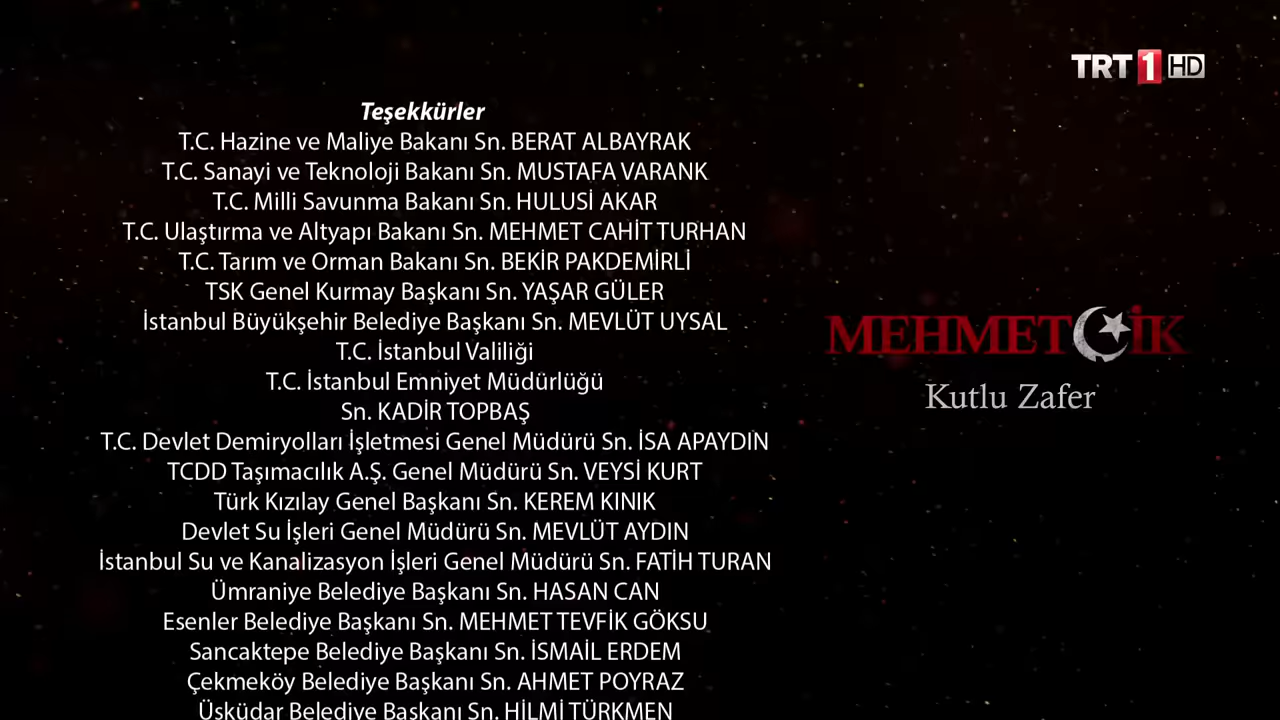 TRT 1 HD
Teşekkürler
T.C. Hazine ve Maliye Bakanı Sn. BERAT ALBAYRAK
T.C. Sanayi ve Teknoloji Bakanı Sn. MUSTAFA VARANK
T.C. Milli Savunma Bakanı Sn. HULUSİ AKAR
T.C. Ulaştırma ve Altyapı Bakanı Sn. MEHMET CAHİT TURHAN
T.C. Tarım ve Orman Bakanı Sn. BEKİR PAKDEMİRLİ
TSK Genel Kurmay Başkanı Sn. YAŞAR GÜLER
İstanbul Büyükşehir Belediye Başkanı Sn. MEVLÜT UYSAL
T.C. İstanbul Valiliği
T.C. İstanbul Emniyet Müdürlüğü
Sn. KADİR TOPBAŞ
T.C. Devlet Demiryolları İşletmesi Genel Müdürü Sn. İSA APAYDIN
TCDD Taşımacılık A.Ş. Genel Müdürü Sn. VEYSİ KURT
Türk Kızılay Genel Başkanı Sn. KEREM KINIK
Devlet Su İşleri Genel Müdürü Sn. MEVLÜT AYDIN
İstanbul Su ve Kanalizasyon İşleri Genel Müdürü Sn. FATİH TURAN
Ümraniye Belediye Başkanı Sn. HASAN CAN
Esenler Belediye Başkanı Sn. MEHMET TEVFİK GÖKSU
Sancaktepe Belediye Başkanı Sn. İSMAİL ERDEM
Çekmeköy Belediye Başkanı Sn. AHMET POYRAZ
Üsküdar Belediye Başkanı Sn. HİLMİ TÜRKMEN
MEHMETÇİK
Kutlu Zafer